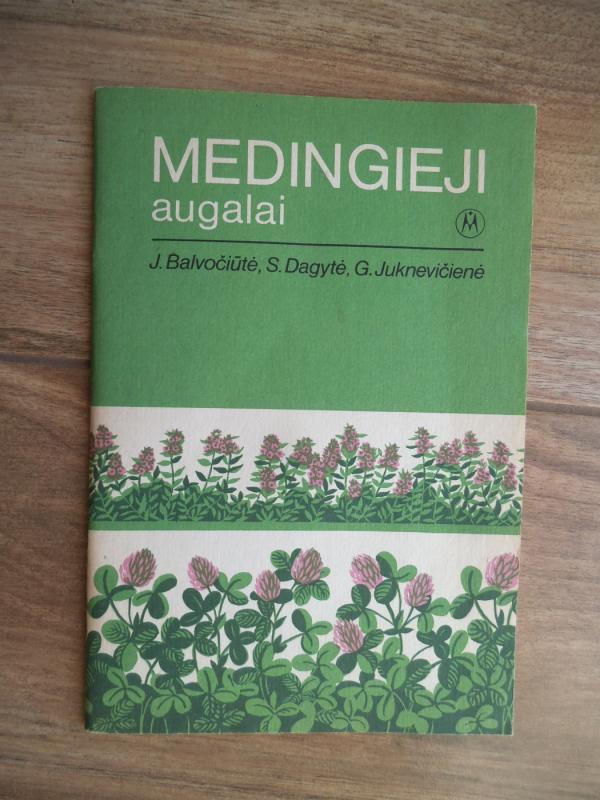 MEDINGIEJI
augalai
J. Balvočiūtė, S. Dagytė, G. Juknevičienė